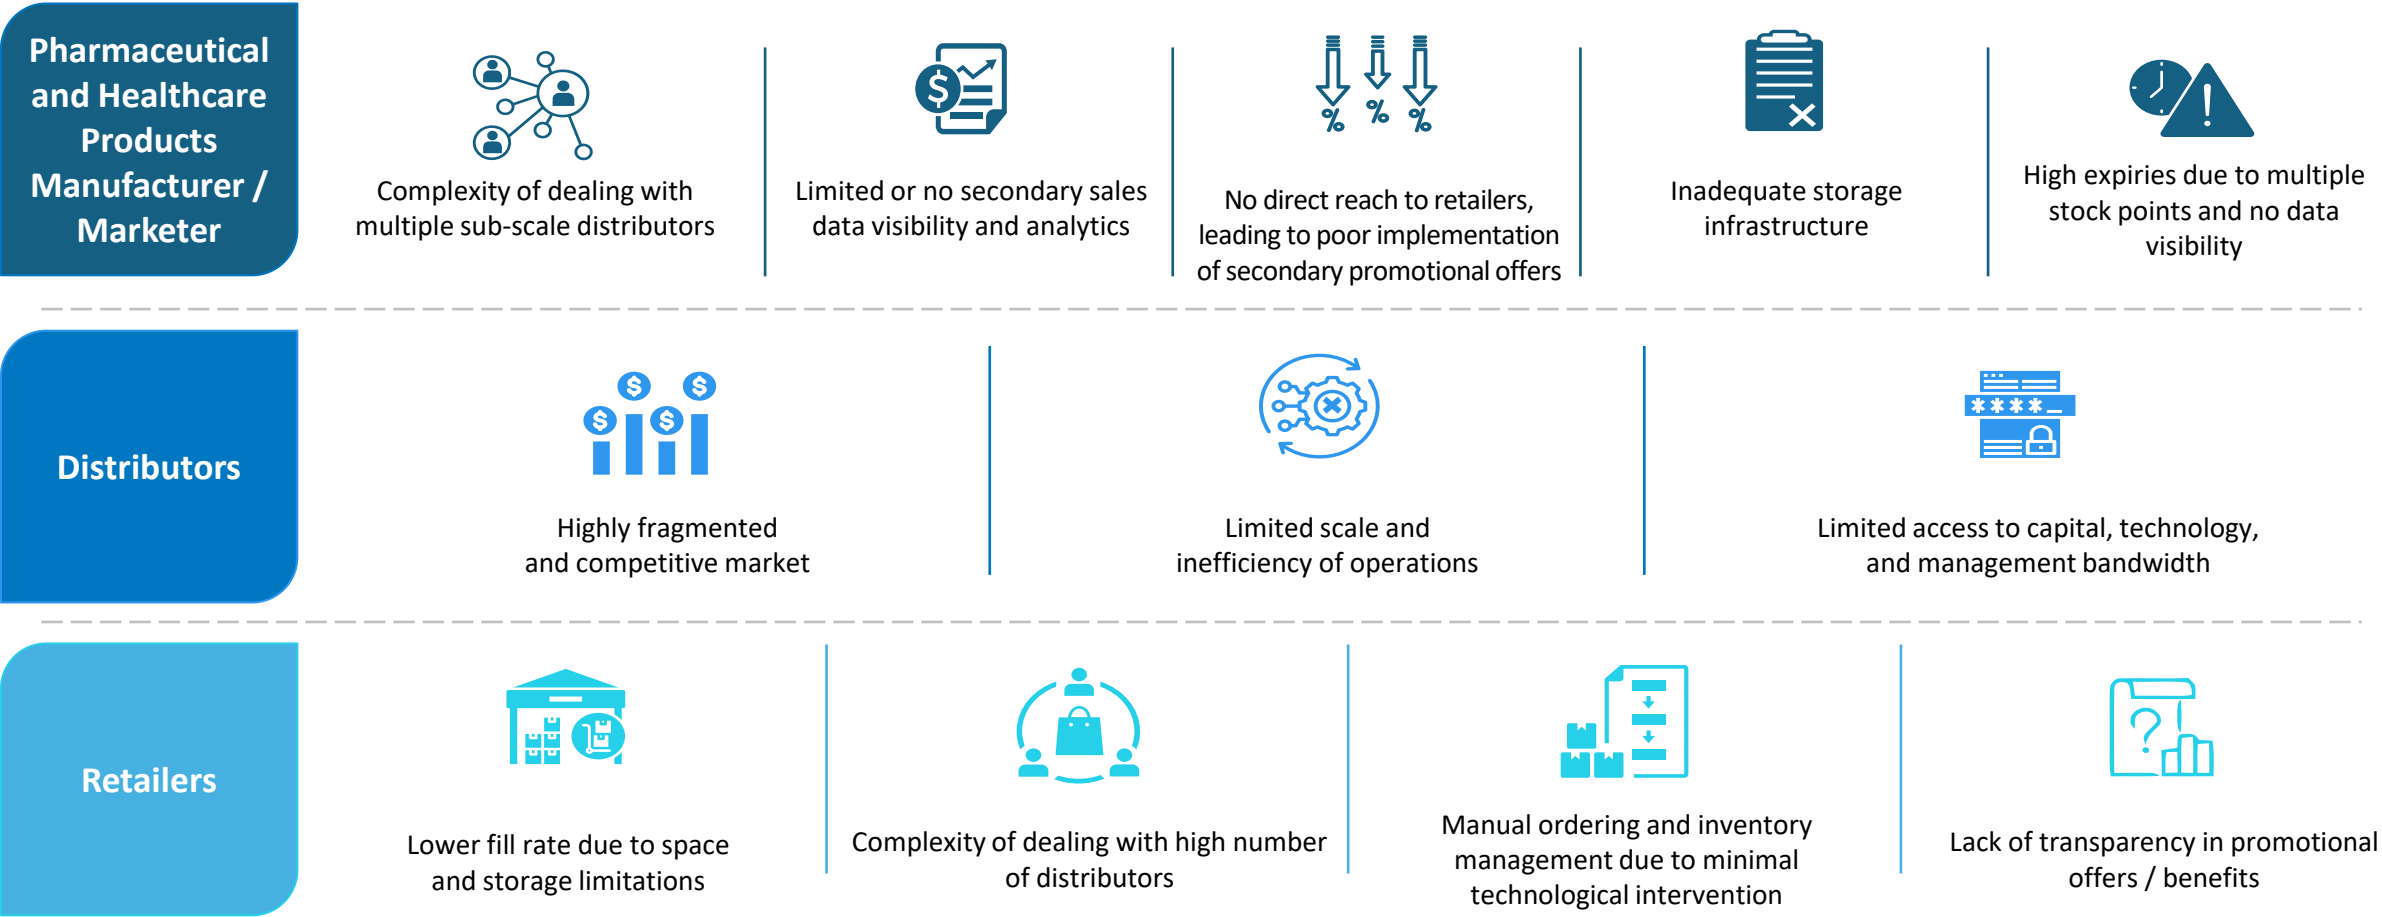 Pharmaceutical
and Healthcare
Products
Manufacturer /
Marketer
Complexity of dealing with
multiple sub-scale distributors
Limited or no secondary sales
data visibility and analytics
No direct reach to retailers,
leading to poor implementation
of secondary promotional offers
Inadequate storage
infrastructure
High expiries due to multiple
stock points and no data
visibility
Distributors
Highly fragmented
and competitive market
Limited scale and
inefficiency of operations
Limited access to capital, technology,
and management bandwidth
Retailers
Lower fill rate due to space
and storage limitations
Complexity of dealing with high number
of distributors
Manual ordering and inventory
management due to minimal
technological intervention
Lack of transparency in promotional
offers / benefits